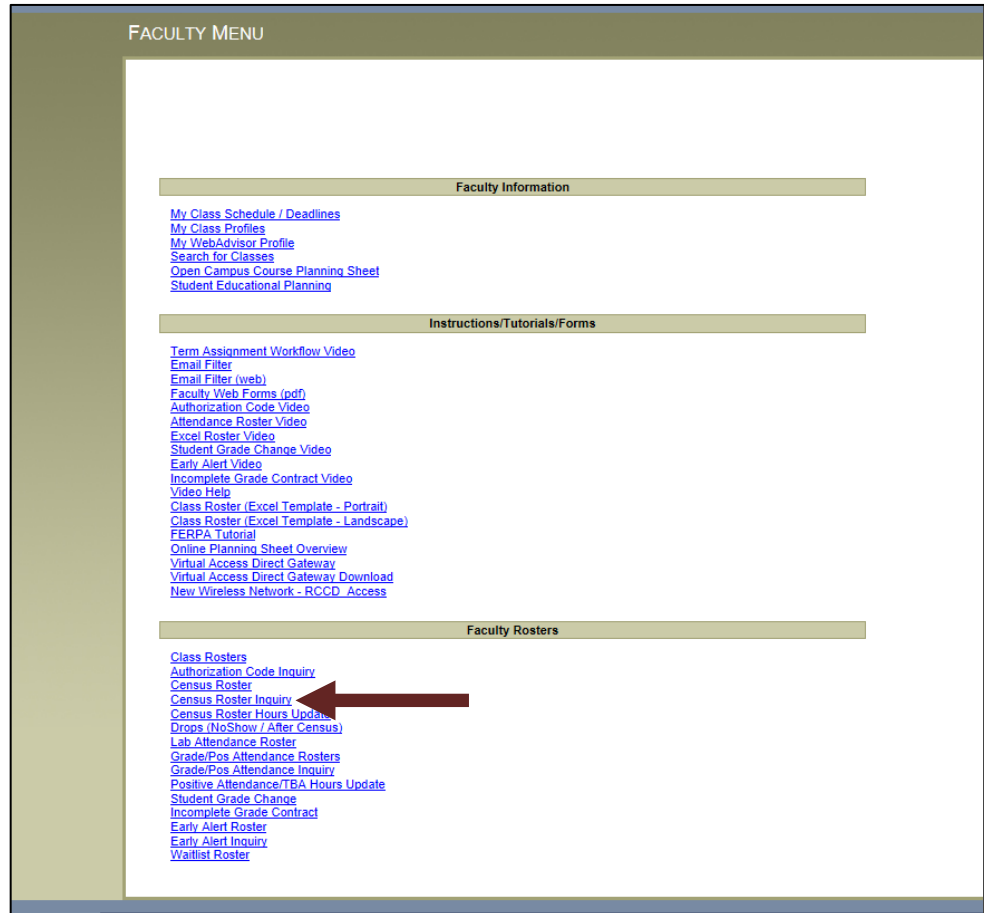 FACULTY MENU
Faculty Information
My Class Schedule / Deadlines
My Class Profiles
My WebAdvisor Profile
Search for Classes
Open Campus Course Planning Sheet
Student Educational Planning
Instructions/Tutorials/Forms
Term Assignment Workflow Video
Email Filter
Email Filter (web)
Faculty Web Forms (pdf)
Authorization Code Video
Attendance Roster Video
Excel Roster Video
Student Grade Change Video
Early Alert Video
Incomplete Grade Contract Video
Video Help
Class Roster (Excel Template - Portrait)
Class Roster (Excel Template - Landscape)
FERPA Tutorial
Online Planning Sheet Overview
Virtual Access Direct Gateway
Virtual Access Direct Gateway Download
New Wireless Network - RCCD_Access
Faculty Rosters
Class Rosters
Authorization Code Inquiry
Census Roster
Census Roster Inquiry
Census Roster Hours Update
Drops (NoShow / After Census)
Lab Attendance Roster
Grade/Pos Attendance Rosters
Grade/Pos Attendance Inquiry
Positive Attendance/TBA Hours Update
Student Grade Change
Incomplete Grade Contract
Early Alert Roster
Early Alert Inquiry
Waitlist Roster